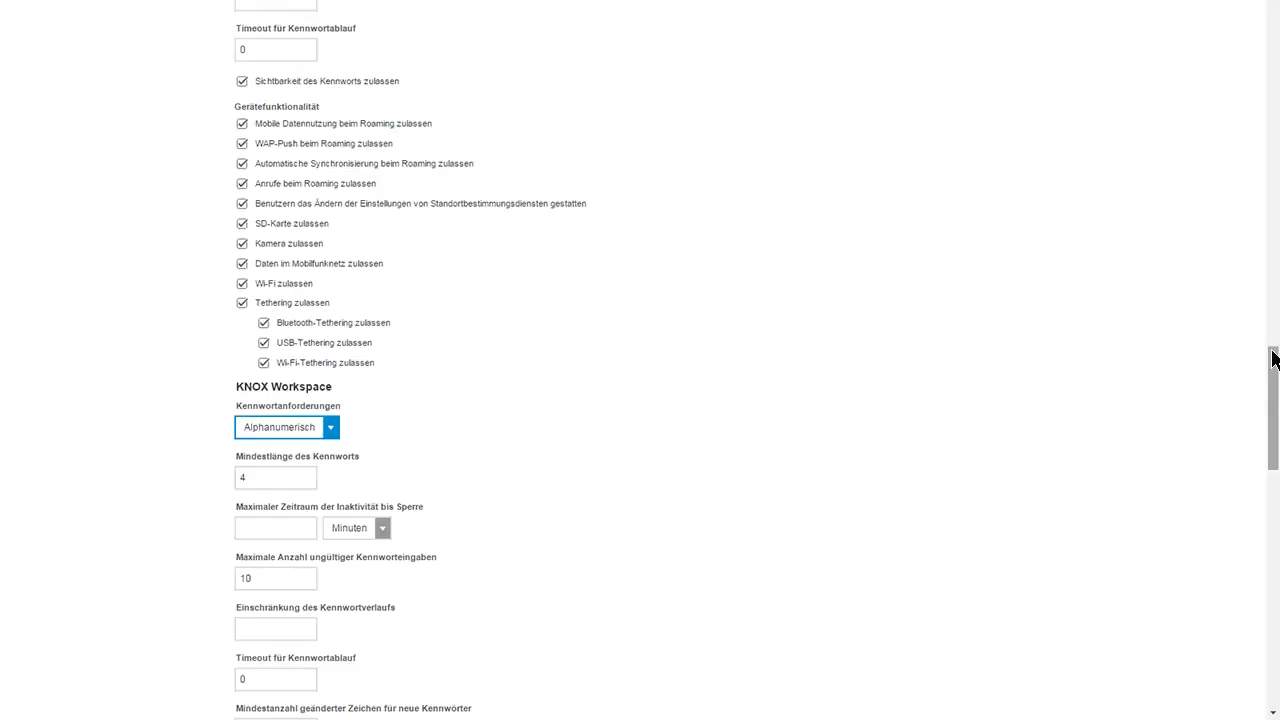 Timeout für Kennwortablauf
0
Sichtbarkeit des Kennworts zulassen
Gerätefunktionalität
Mobile Datennutzung beim Roaming zulassen
WAP-Push beim Roaming zulassen
Automatische Synchronisierung beim Roaming zulassen
Anrufe beim Roaming zulassen
Benutzern das Ändern der Einstellungen von Standortbestimmungsdiensten gestatten
SD-Karte zulassen
Kamera zulassen
Daten im Mobilfunknetz zulassen
Wi-Fi zulassen
Tethering zulassen
Bluetooth-Tethering zulassen
USB-Tethering zulassen
Wi-Fi-Tethering zulassen
KNOX Workspace
Kennwortanforderungen
Alphanumerisch
Mindestlänge des Kennworts
4
Maximaler Zeitraum der Inaktivität bis Sperre
Minuten
Maximale Anzahl ungültiger Kennworteingaben
10
Einschränkung des Kennwortverlaufs
Timeout für Kennwortablauf
0
Mindestanzahl geänderter Zeichen für neue Kennwörter